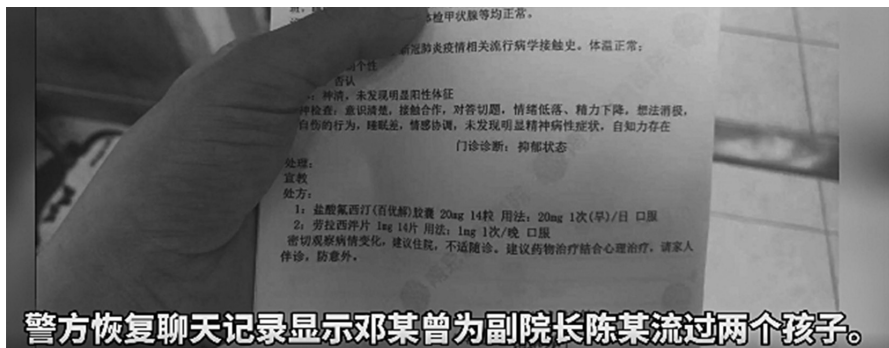 体检甲状腺等均正常。
新冠肺炎疫情相关流行病学接触史。体温正常；
个性
否认
：神清，未发现明显阳性体征
神检查：意识清楚，接触合作，对答切题，情绪低落、精力下降，想法消极，
自伤的行为，睡眠差，情感协调，未发现明显精神病性症状，自知力存在
门诊诊断：抑郁状态
处理：
宣教
处方：
1：盐酸氟西汀(百优解)胶囊 20mg 14粒 用法：20mg 1次(早)/日 口服
2：劳拉西泮片 1mg 14片 用法：1mg 1次/晚 口服
密切观察病情变化，建议住院，不适随诊。建议药物治疗结合心理治疗，请家人
伴诊，防意外。
警方恢复聊天记录显示邓某曾为副院长陈某流过两个孩子。